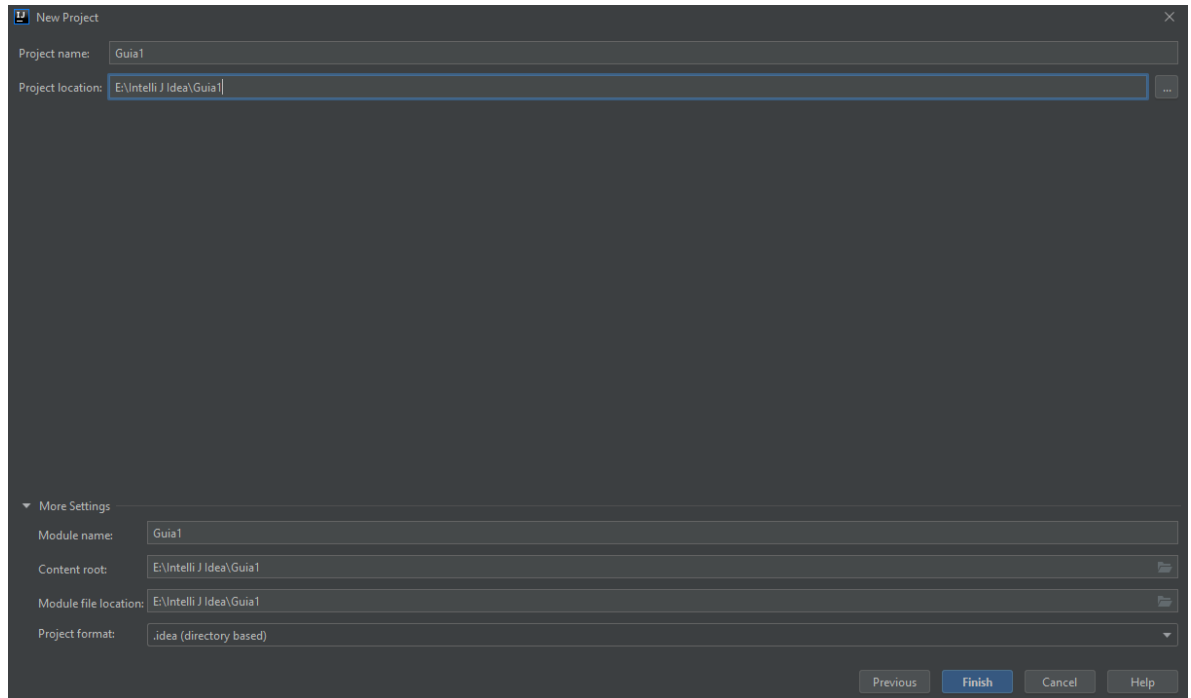 New Project
Project name: Guia1
Project location: E:\Intelli J Idea\Guia1
...
More Settings
Module name: Guia1
Content root: E:\Intelli J Idea\Guia1
Module file location: E:\Intelli J Idea\Guia1
Project format: .idea (directory based)
Previous Finish Cancel Help